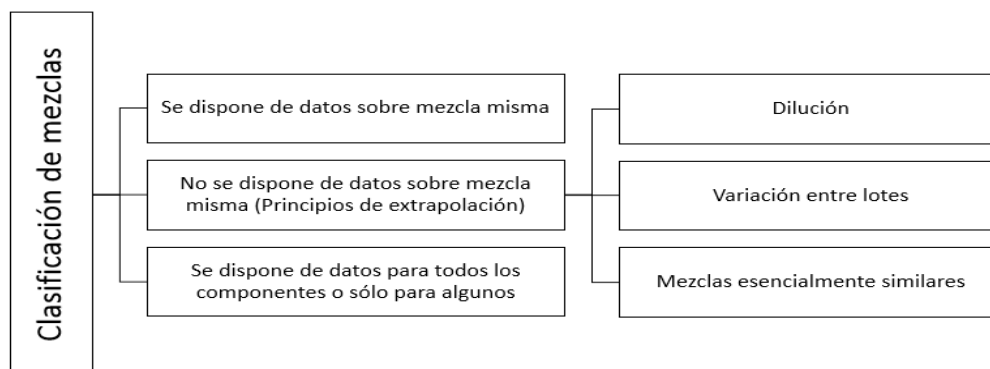 Clasificación de mezclas
Se dispone de datos sobre mezcla misma
No se dispone de datos sobre mezcla
misma (Principios de extrapolación)
Se dispone de datos para todos los
componentes o sólo para algunos
Dilución
Variación entre lotes
Mezclas esencialmente similares